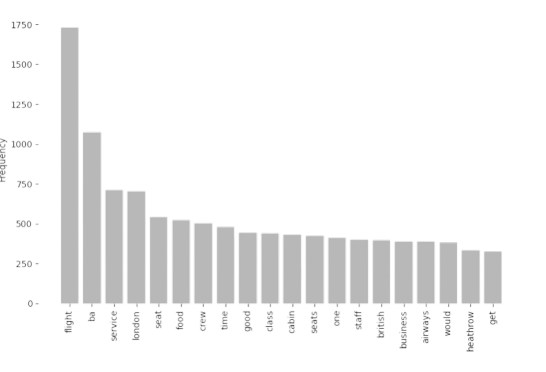 1750
1500
1250
1000
750
500
250
0
Frequency
flight
ba
service
london
seat
food
crew
time
good
class
cabin
seats
one
staff
british
business
airways
would
heathrow
get